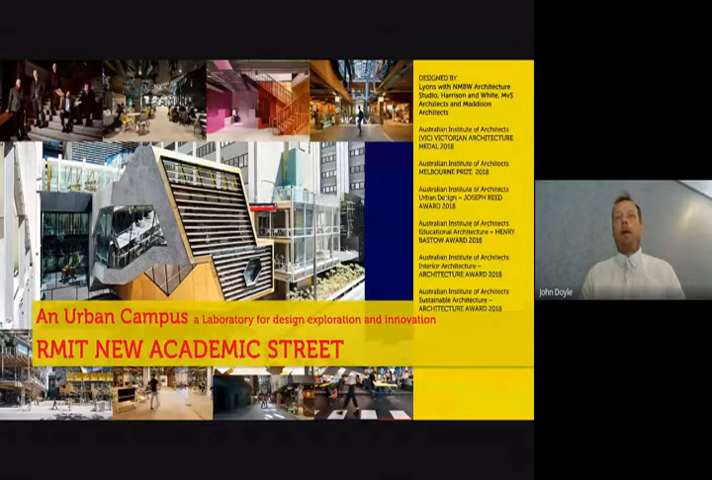 DESIGNED BY:
Lyons with NMBW Architecture
Studio, Harrison and White, MvS
Architects and Maddison
Architects
Australian Institute of Architects
(VIC) VICTORIAN ARCHITECTURE
MEDAL 2018
Australian Institute of Architects
MELBOURNE PRIZE 2018
Australian Institute of Architects
Urban Design – JOSEPH REED
AWARD 2018
Australian Institute of Architects
Educational Architecture – HENRY
BASTOW AWARD 2018
Australian Institute of Architects
Interior Architecture –
ARCHITECTURE AWARD 2018
Australian Institute of Architects
Sustainable Architecture –
ARCHITECTURE AWARD 2018
An Urban Campus a Laboratory for design exploration and innovation
RMIT NEW ACADEMIC STREET
John Doyle